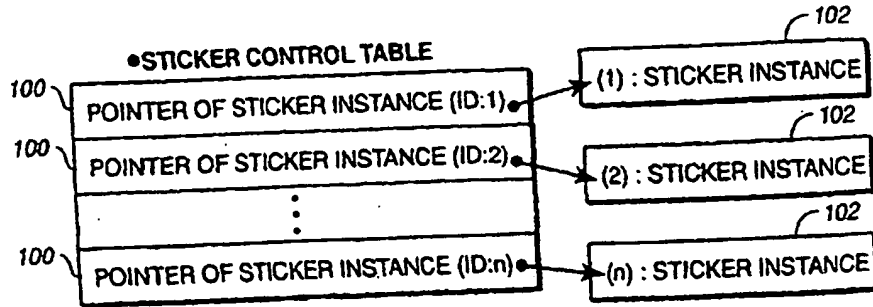 102
●STICKER CONTROL TABLE
100 POINTER OF STICKER INSTANCE (ID:1) (1) : STICKER INSTANCE
102
100 POINTER OF STICKER INSTANCE (ID:2) (2) : STICKER INSTANCE
102
100 POINTER OF STICKER INSTANCE (ID:n) (n) : STICKER INSTANCE